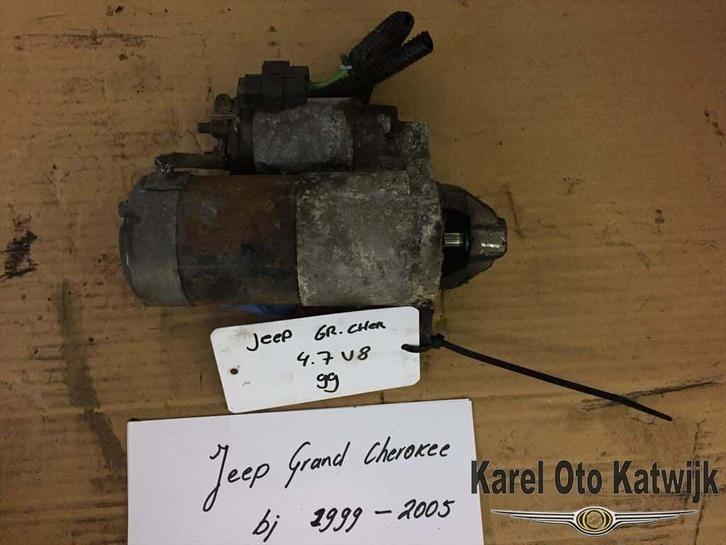 Jeep GR. CHER
4.7 V8
99
Jeep Grand Cherokee
bj 1999 - 2005
Karel Oto Katwijk